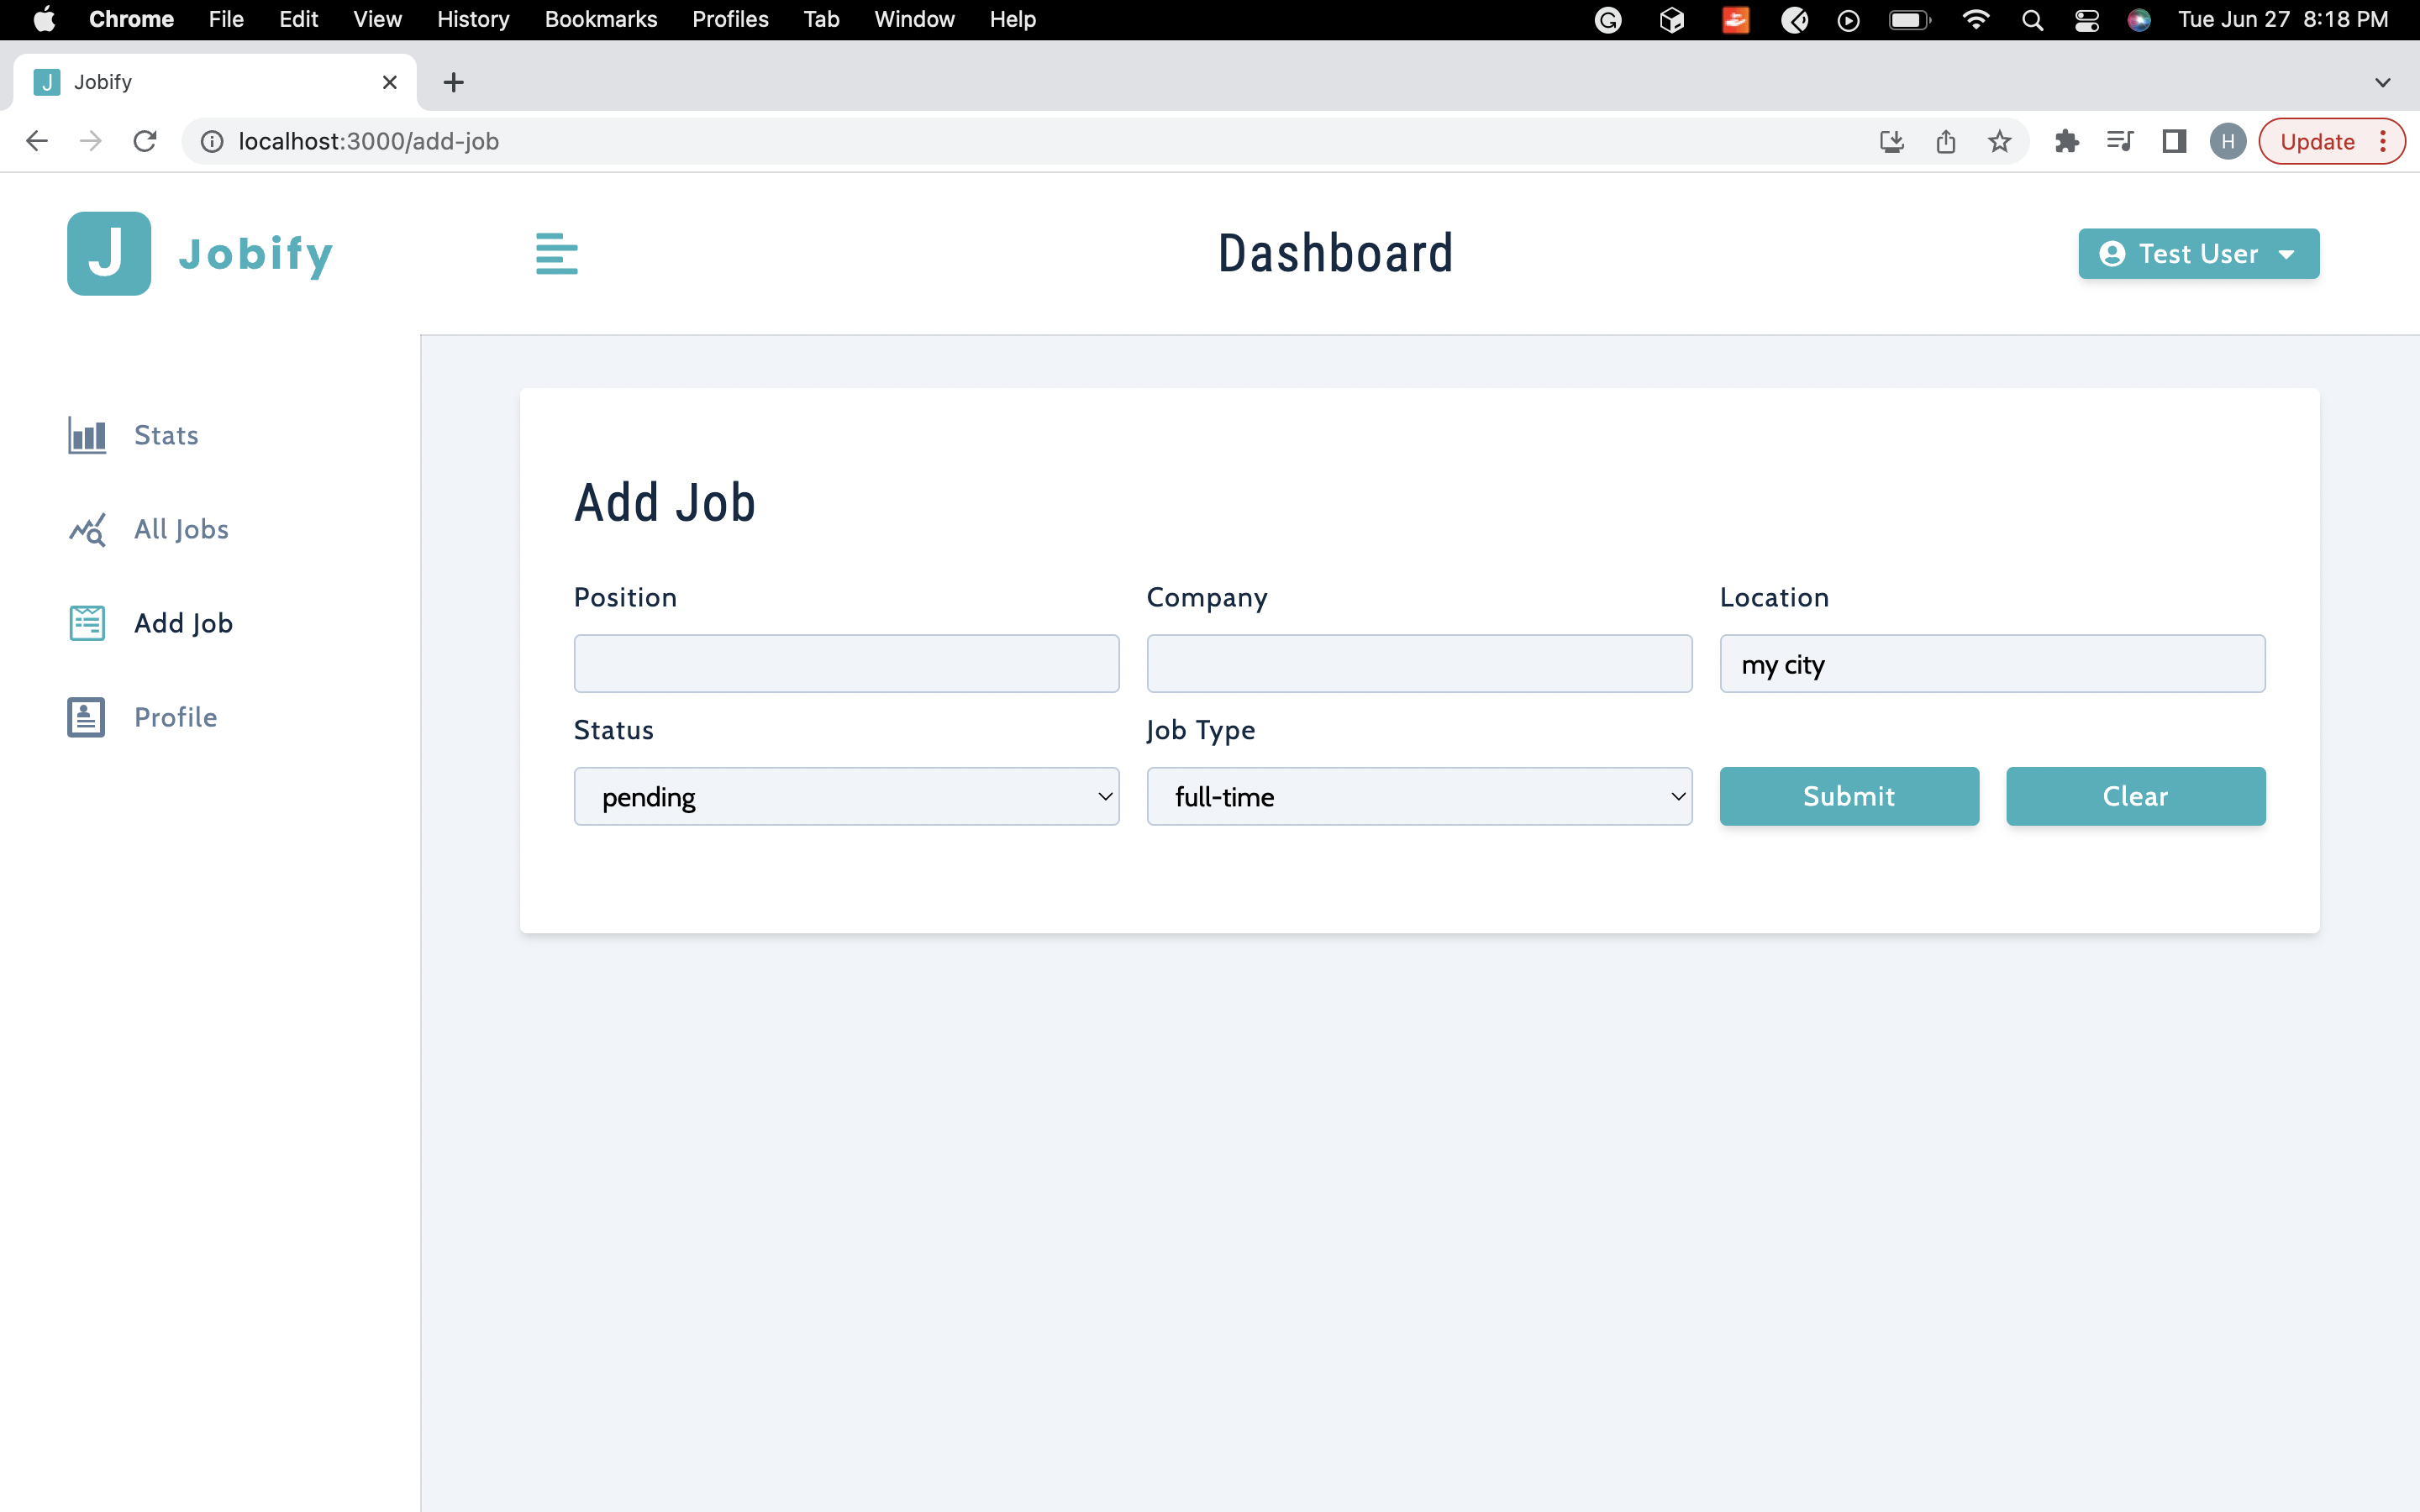 Chrome File Edit View History Bookmarks Profiles Tab Window Help Tue Jun 27 8:18 PM
J Jobify
localhost:3000/add-job H Update
J Jobify Dashboard Test User
Stats
All Jobs
Add Job
Profile
Add Job
Position Company Location
my city
Status Job Type
pending full-time Submit Clear